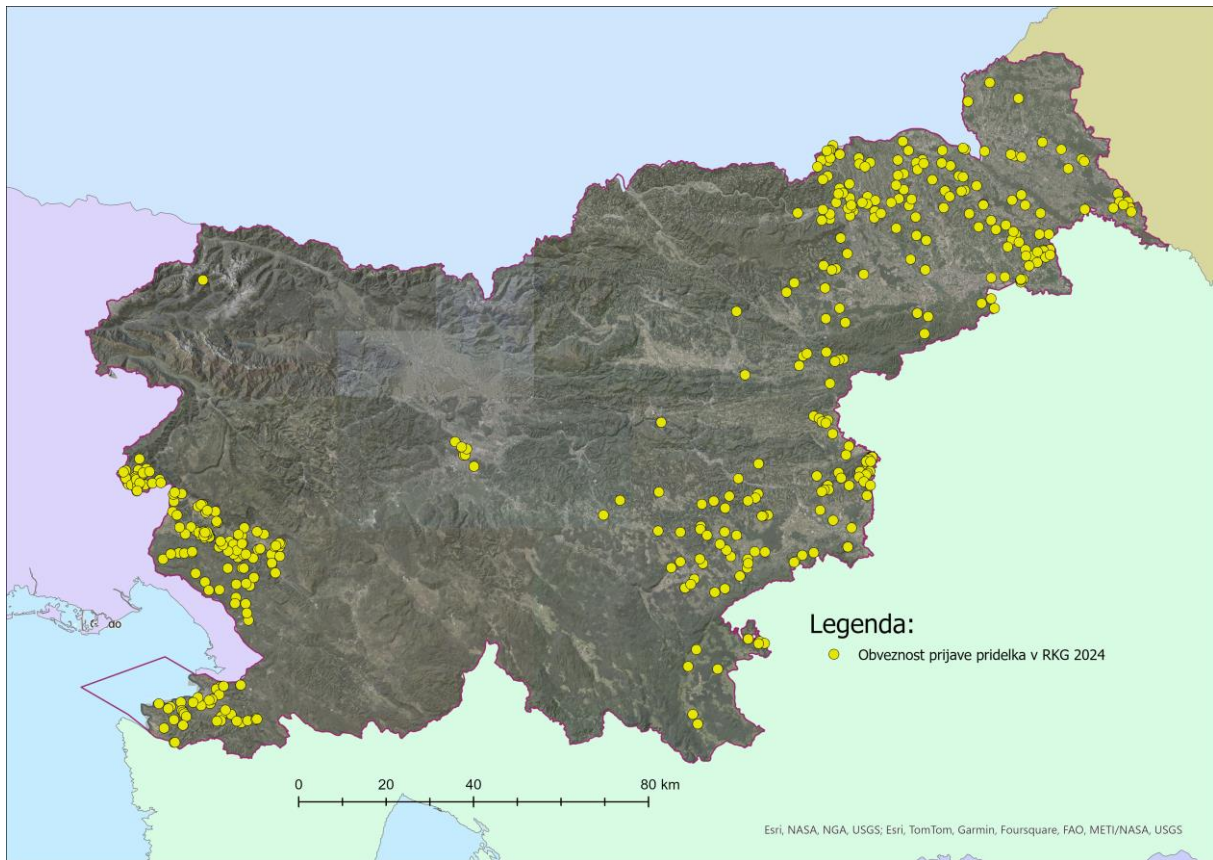 Legenda:
Obveznost prijave pridelka v RKG 2024
0 20 40 80 km
Esri, NASA, NGA, USGS; Esri, TomTom, Garmin, Foursquare, FAO, METI/NASA, USGS